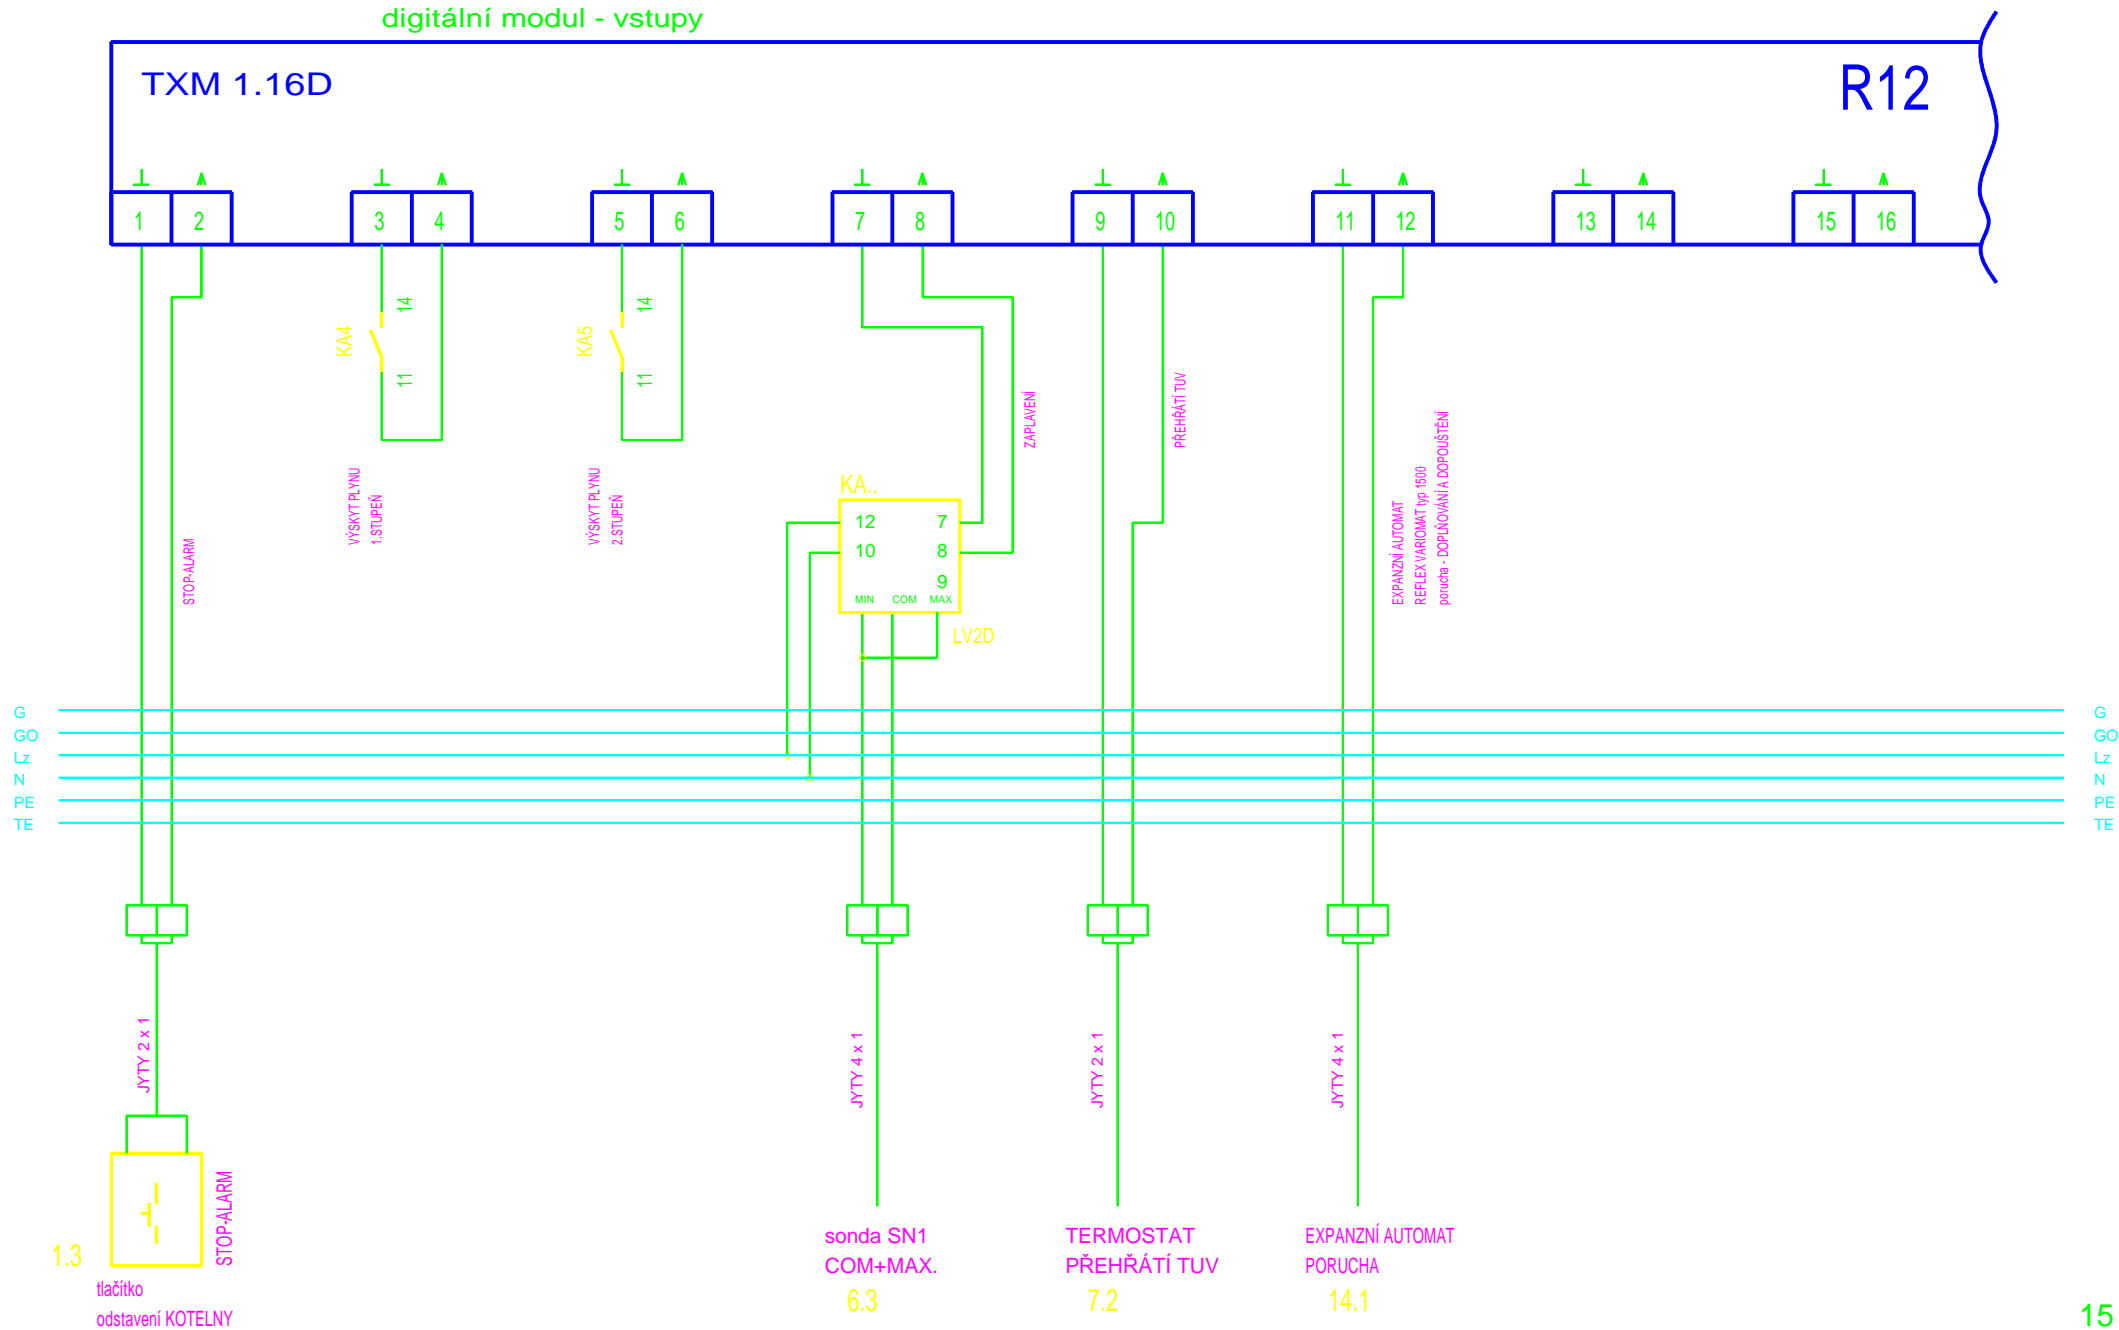 digitální modul - vstupy
TXM 1.16D
R12
1 2 3 4 5 6 7 8 9 10 11 12 13 14 15 16
14
KA4
11
14
KA5
11
VÝSKYT PLYNU
1.STUPEŇ
VÝSKYT PLYNU
2.STUPEŇ
STOP-ALARM
ZAPLAVENÍ
PŘEHŘÁTÍ TUV
EXPANZNÍ AUTOMAT
REFLEX VARIOMAT typ 1500
porucha - DOPLŇOVÁNÍ A DOPOUŠTĚNÍ
KA..
12 7
10 8
9
MIN COM MAX
LV2D
G G
GO GO
Lz Lz
N N
PE PE
TE TE
JYTY 2 x 1
JYTY 4 x 1
JYTY 2 x 1
JYTY 4 x 1
STOP-ALARM
1.3
tlačítko
odstavení KOTELNY
sonda SN1
COM+MAX.
6.3
TERMOSTAT
PŘEHŘÁTÍ TUV
7.2
EXPANZNÍ AUTOMAT
PORUCHA
14.1
15